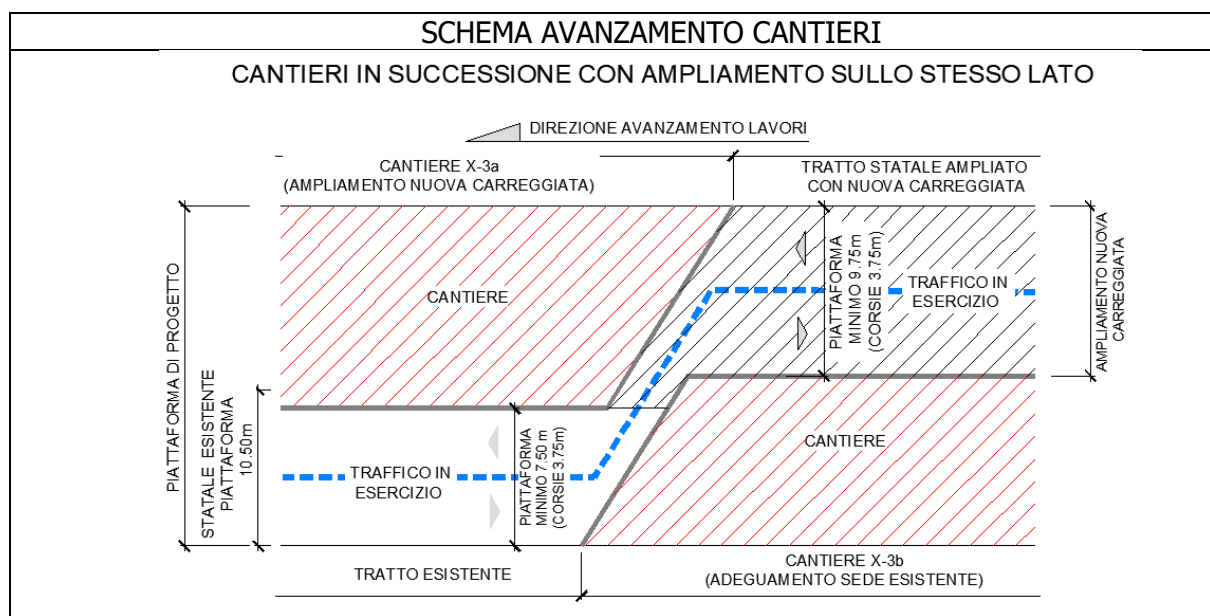 SCHEMA AVANZAMENTO CANTIERI
CANTIERI IN SUCCESSIONE CON AMPLIAMENTO SULLO STESSO LATO
DIREZIONE AVANZAMENTO LAVORI
CANTIERE X-3a
(AMPLIAMENTO NUOVA CARREGGIATA)
TRATTO STATALE AMPLIATO
CON NUOVA CARREGGIATA
PIATTAFORMA DI PROGETTO
STATALE ESISTENTE
PIATTAFORMA
10.50m
CANTIERE
PIATTAFORMA
MINIMO 9.75m
(CORSIE 3.75m)
TRAFFICO IN
ESERCIZIO
AMPLIAMENTO NUOVA
CARREGGIATA
TRAFFICO IN
ESERCIZIO
PIATTAFORMA
MINIMO 7.50 m
(CORSIE 3.75m)
CANTIERE
TRATTO ESISTENTE
CANTIERE X-3b
(ADEGUAMENTO SEDE ESISTENTE)